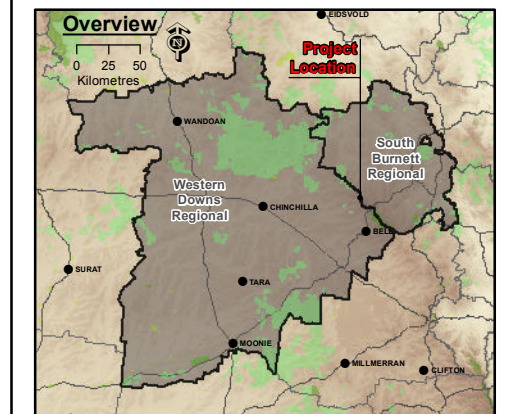 Overview
N
0 25 50
Kilometres
EIDSVOLD
Project
Location
WANDOAN
South
Burnett
Regional
Western
Downs
Regional
CHINCHILLA
BELL
SURAT
TARA
MOONIE
MILLMERRAN
CLIFTON